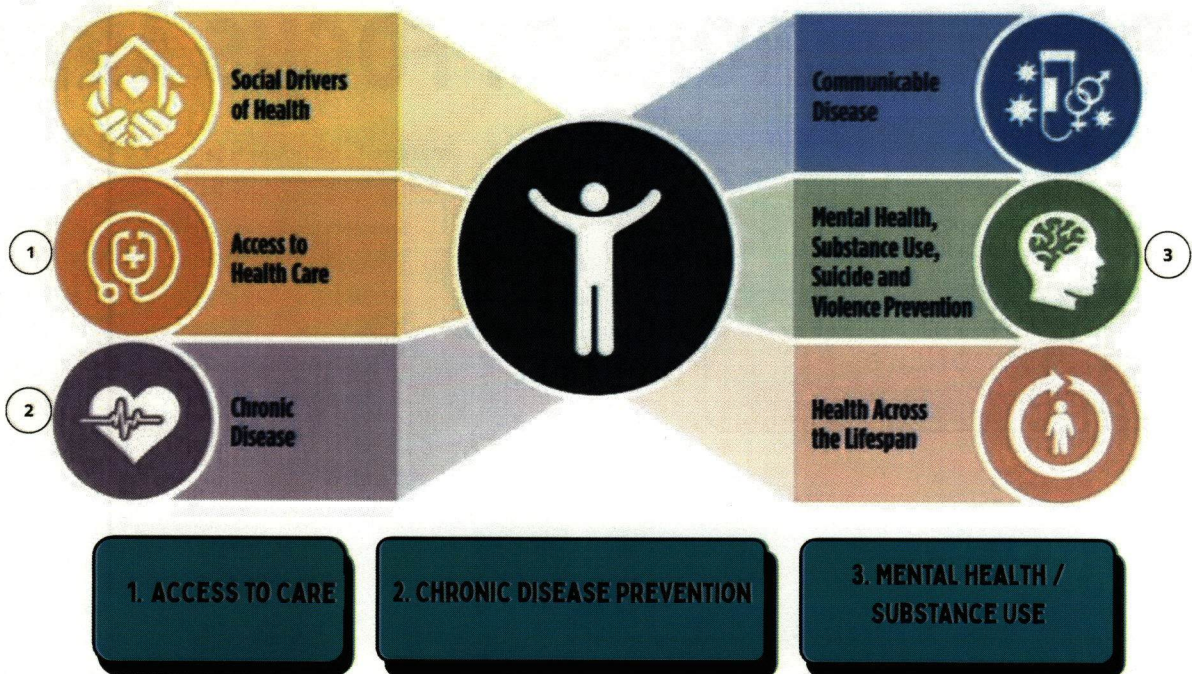 Social Drivers
of Health
1
Access to
Health Care
2
Chronic
Disease
Communicable
Disease
Mental Health,
Substance Use,
Suicide and
Violence Prevention
3
Health Across
the Lifespan
1. ACCESS TO CARE
2. CHRONIC DISEASE PREVENTION
3. MENTAL HEALTH /
SUBSTANCE USE